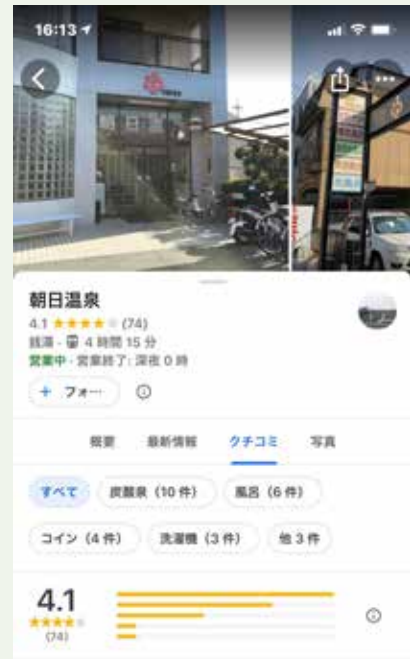 16:13
朝日温泉
4.1 ★★★★★ (74)
銭湯・4 時間 15 分
営業中・営業終了: 深夜 0 時
+ フォ…
概要 最新情報 クチコミ 写真
すべて 炭酸泉（10 件） 風呂（6 件）
コイン（4 件） 洗濯機（3 件） 他 3 件
4.1
★★★★★
(74)